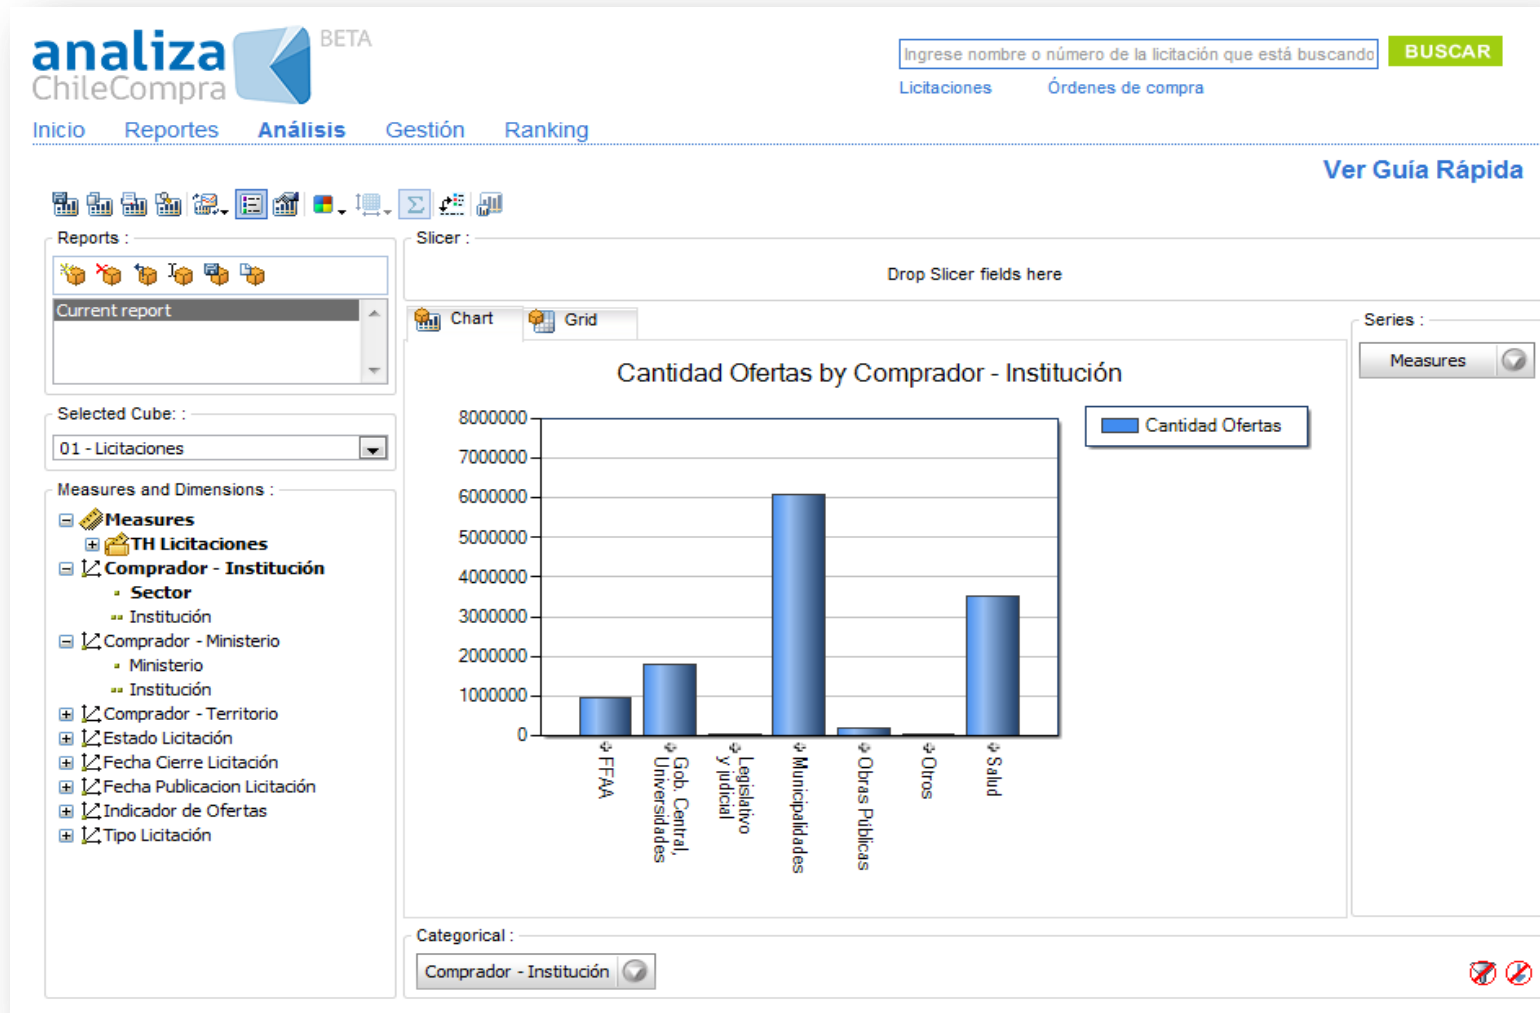 analiza BETA
ChileCompra
Ingrese nombre o número de la licitación que está buscando
BUSCAR
Licitaciones Órdenes de compra
Inicio Reportes Análisis Gestión Ranking
Ver Guía Rápida
Reports :
Current report
Selected Cube: :
01 - Licitaciones
Measures and Dimensions :
Measures
TH Licitaciones
Comprador - Institución
Sector
Institución
Comprador - Ministerio
Ministerio
Institución
Comprador - Territorio
Estado Licitación
Fecha Cierre Licitación
Fecha Publicacion Licitación
Indicador de Ofertas
Tipo Licitación
Slicer :
Drop Slicer fields here
Chart Grid
Cantidad Ofertas by Comprador - Institución
8000000
7000000
6000000
5000000
4000000
3000000
2000000
1000000
0
FFAA
Gob. Central,
Universidades
Legislativo
y judicial
Municipalidades
Obras Públicas
Otros
Salud
Cantidad Ofertas
Series :
Measures
Categorical :
Comprador - Institución